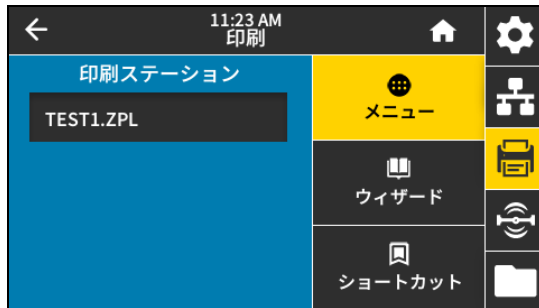 11:23 AM
印刷
印刷ステーション
TEST1.ZPL
メニュー
ウィザード
ショートカット